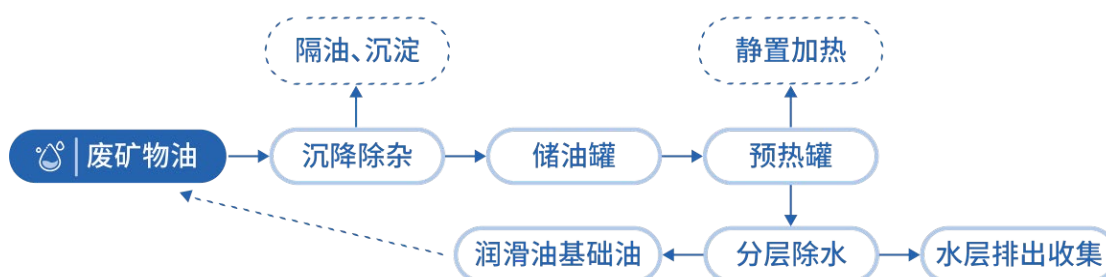 隔油、沉淀
静置加热
废矿物油
沉降除杂
储油罐
预热罐
润滑油基础油
分层除水
水层排出收集